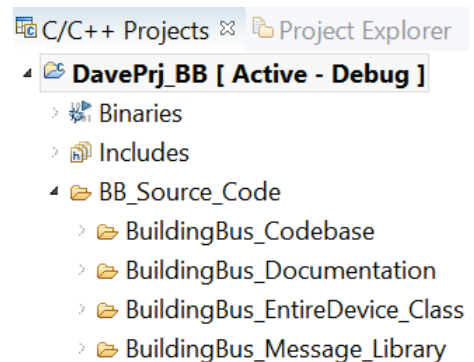 C/C++ Projects Project Explorer
DavePrj_BB [ Active - Debug ]
Binaries
Includes
BB_Source_Code
BuildingBus_Codebase
BuildingBus_Documentation
BuildingBus_EntireDevice_Class
BuildingBus_Message_Library